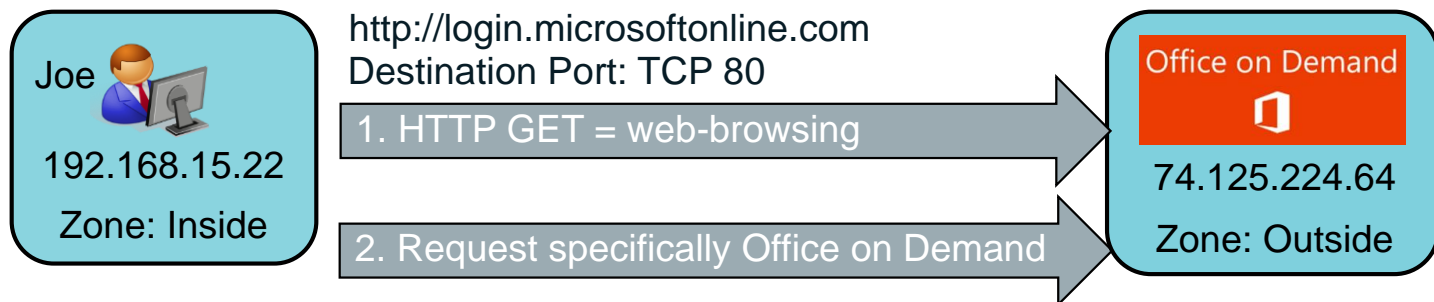 Joe
192.168.15.22
Zone: Inside
http://login.microsoftonline.com
Destination Port: TCP 80
1. HTTP GET = web-browsing
2. Request specifically Office on Demand
Office on Demand
74.125.224.64
Zone: Outside